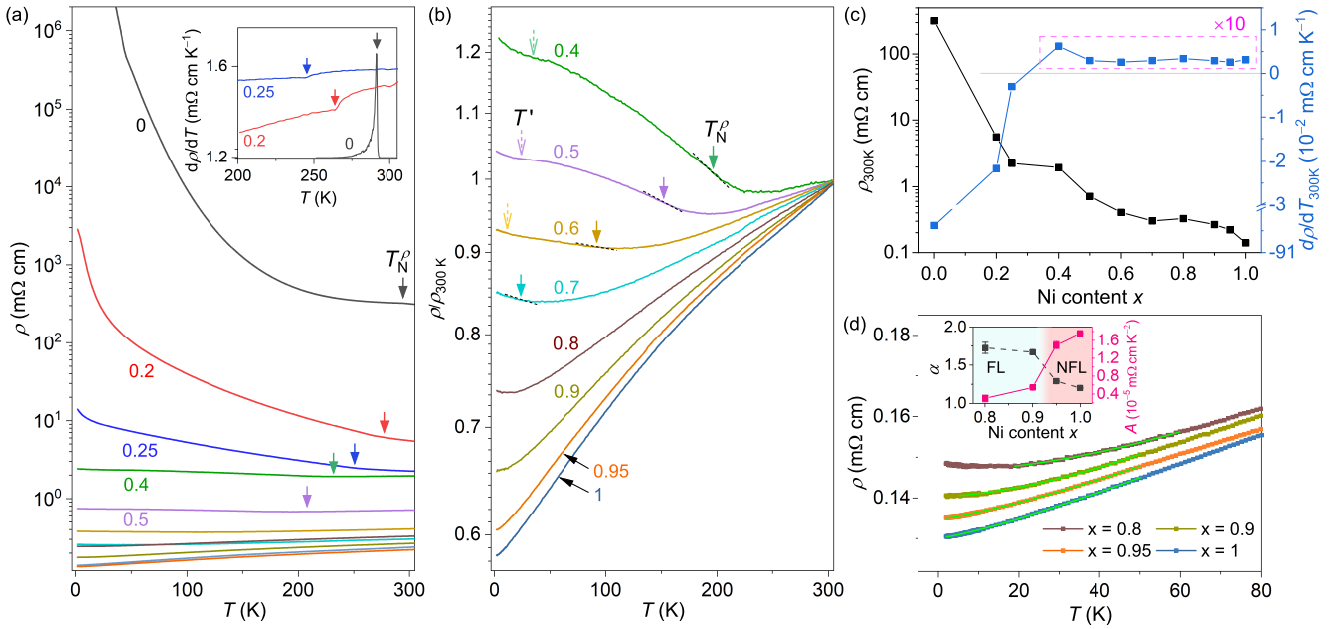 (a)
10⁶
10⁵
10⁴
10³
10²
10¹
10⁰
ρ (mΩ cm)
0
0.2
0.25
0.4
0.5
T_N^ρ
0
100
200
300
T (K)
1.6
1.2
dρ/dT (mΩ cm K⁻¹)
0.25
0.2
0
200
250
300
T (K)
(b)
1.2
1.1
1
0.9
0.8
0.7
0.6
ρ/ρ300 K
0.4
T'
T_N^ρ
0.5
0.6
0.7
0.8
0.9
0.95
1
0
100
200
300
T (K)
(c)
100
10
1
0.1
ρ300K (mΩ cm)
×10
1
0
-1
-2
-3
-91
dρ/dT300K (10⁻² mΩ cm K⁻¹)
0.0
0.2
0.4
0.6
0.8
1.0
Ni content x
(d)
0.18
0.16
0.14
ρ (mΩ cm)
2.0
1.5
1.0
α
FL
NFL
1.6
1.2
0.8
0.4
A (10⁻⁵ mΩ cm K⁻²)
0.8
0.9
1.0
Ni content x
x = 0.8
x = 0.9
x = 0.95
x = 1
0
20
40
60
80
T (K)